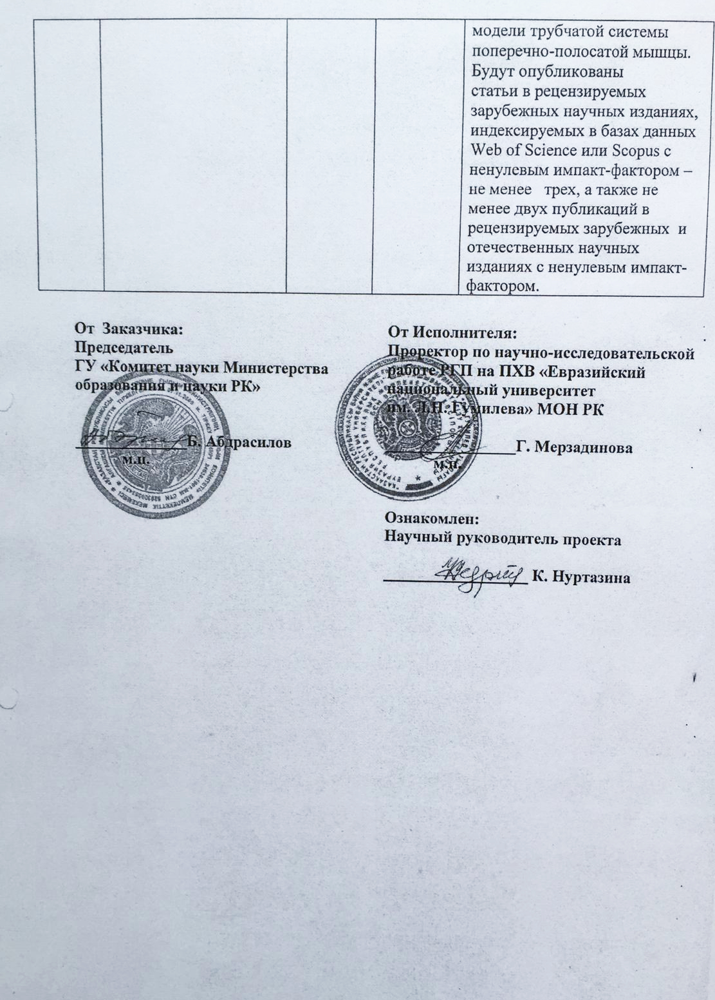 модели трубчатой системы
поперечно-полосатой мышцы.
Будут опубликованы
статьи в рецензируемых
зарубежных научных изданиях,
индексируемых в базах данных
Web of Science или Scopus с
ненулевым импакт-фактором –
не менее трех, а также не
менее двух публикаций в
рецензируемых зарубежных и
отечественных научных
изданиях с ненулевым импакт-
фактором.
От Заказчика:
Председатель
ГУ «Комитет науки Министерства
образования и науки РК»
Б. Абдрасилов
м.п.
От Исполнителя:
Проректор по научно-исследовательской
работе РГП на ПХВ «Евразийский
национальный университет
им. Л.Н. Гумилева» МОН РК
Г. Мерзадинова
м.п.
Ознакомлен:
Научный руководитель проекта
К. Нуртазина